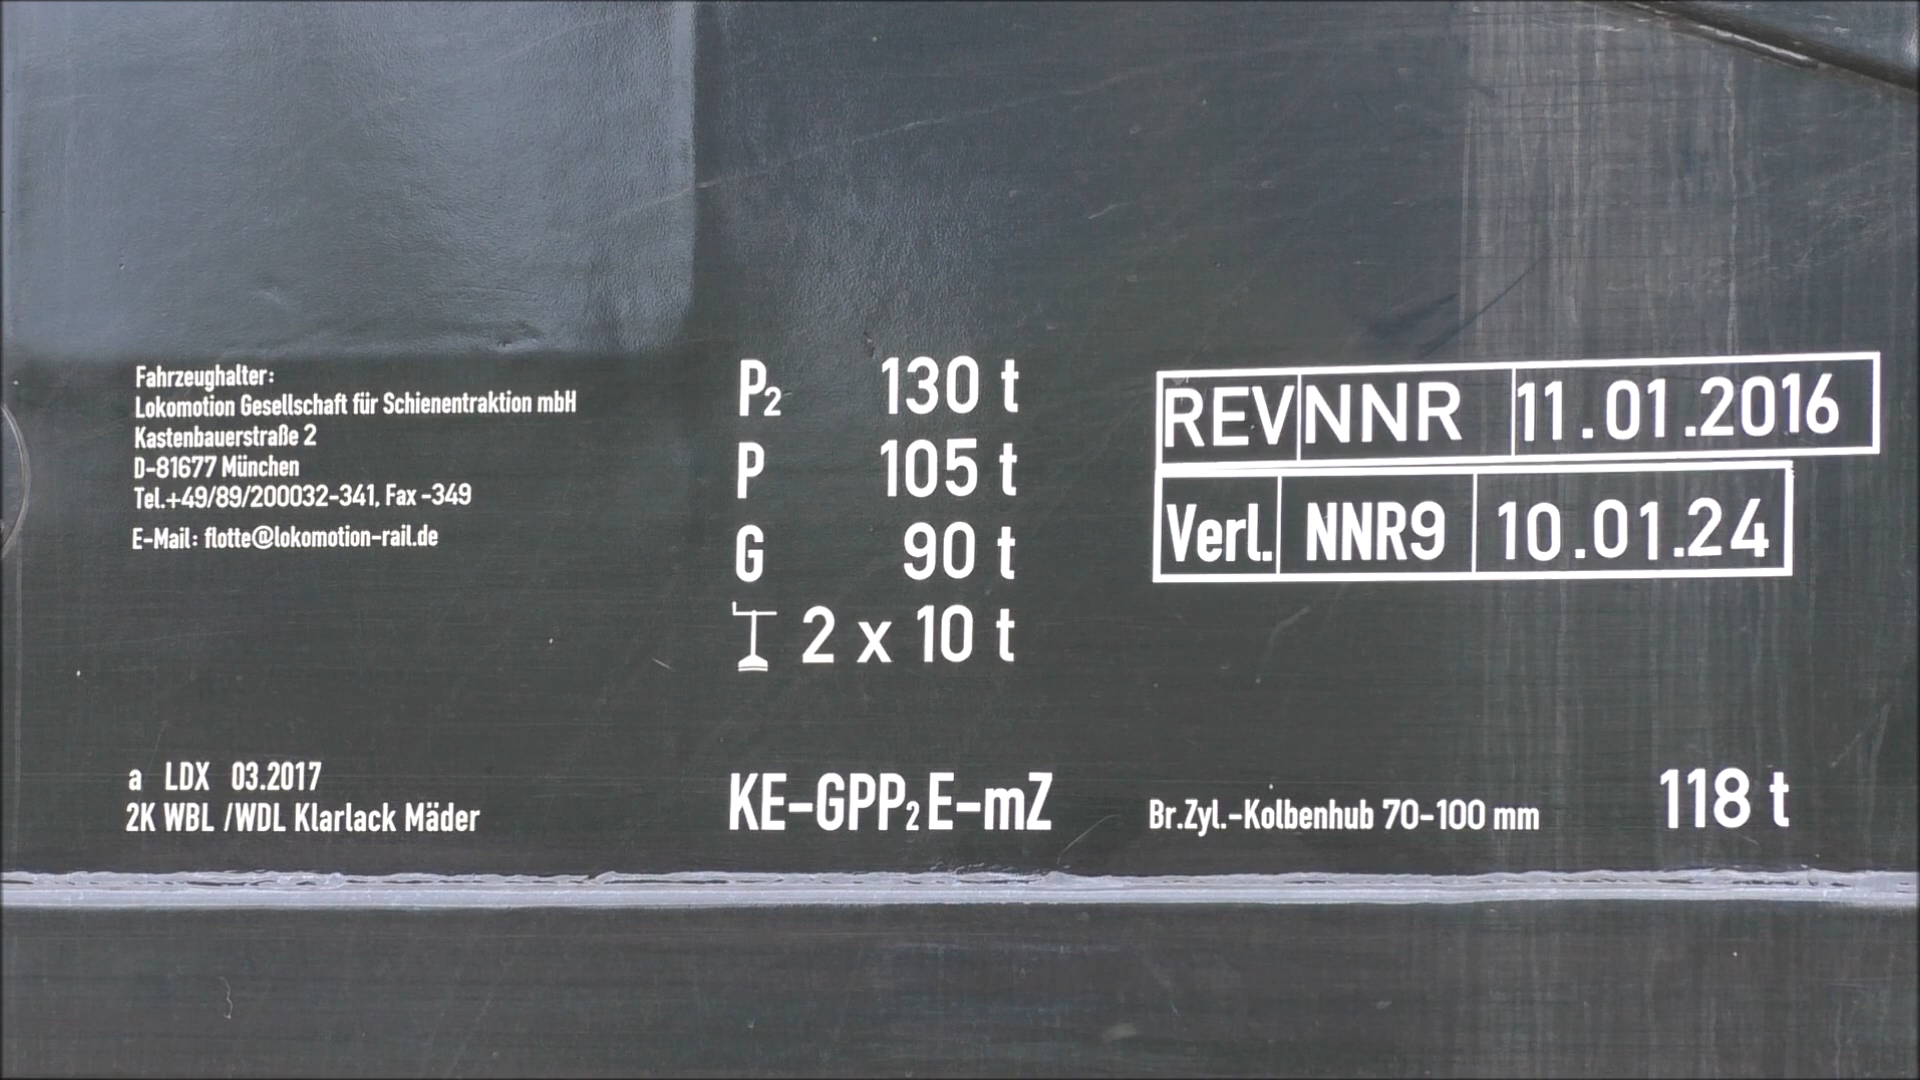 Fahrzeughalter:
Lokomotion Gesellschaft für Schienentraktion mbH
Kastenbauerstraße 2
D-81677 München
Tel.+49/89/200032-341, Fax -349
E-Mail: flotte@lokomotion-rail.de
a LDX 03.2017
2K WBL /WDL Klarlack Mäder
P₂ 130 t
P 105 t
G 90 t
2 x 10 t
KE-GPP₂ E-mZ
REV NNR 11.01.2016
Verl. NNR9 10.01.24
Br.Zyl.-Kolbenhub 70-100 mm
118 t